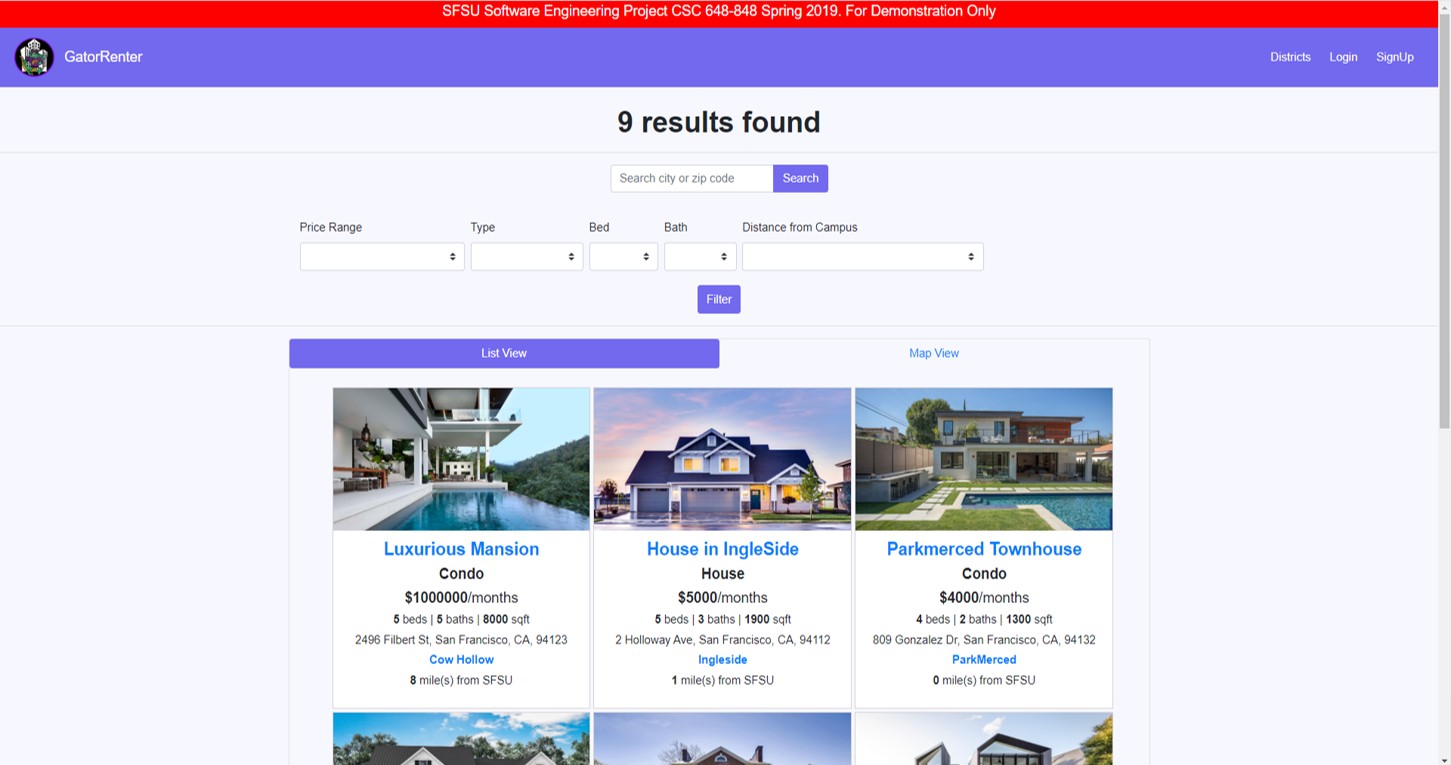 SFSU Software Engineering Project CSC 648-848 Spring 2019. For Demonstration Only
GatorRenter
Districts Login SignUp
9 results found
Search city or zip code Search
Price Range Type Bed Bath Distance from Campus
Filter
List View Map View
Luxurious Mansion
Condo
$1000000/months
5 beds | 5 baths | 8000 sqft
2496 Filbert St, San Francisco, CA, 94123
Cow Hollow
8 mile(s) from SFSU
House in IngleSide
House
$5000/months
5 beds | 3 baths | 1900 sqft
2 Holloway Ave, San Francisco, CA, 94112
Ingleside
1 mile(s) from SFSU
Parkmerced Townhouse
Condo
$4000/months
4 beds | 2 baths | 1300 sqft
809 Gonzalez Dr, San Francisco, CA, 94132
ParkMerced
0 mile(s) from SFSU